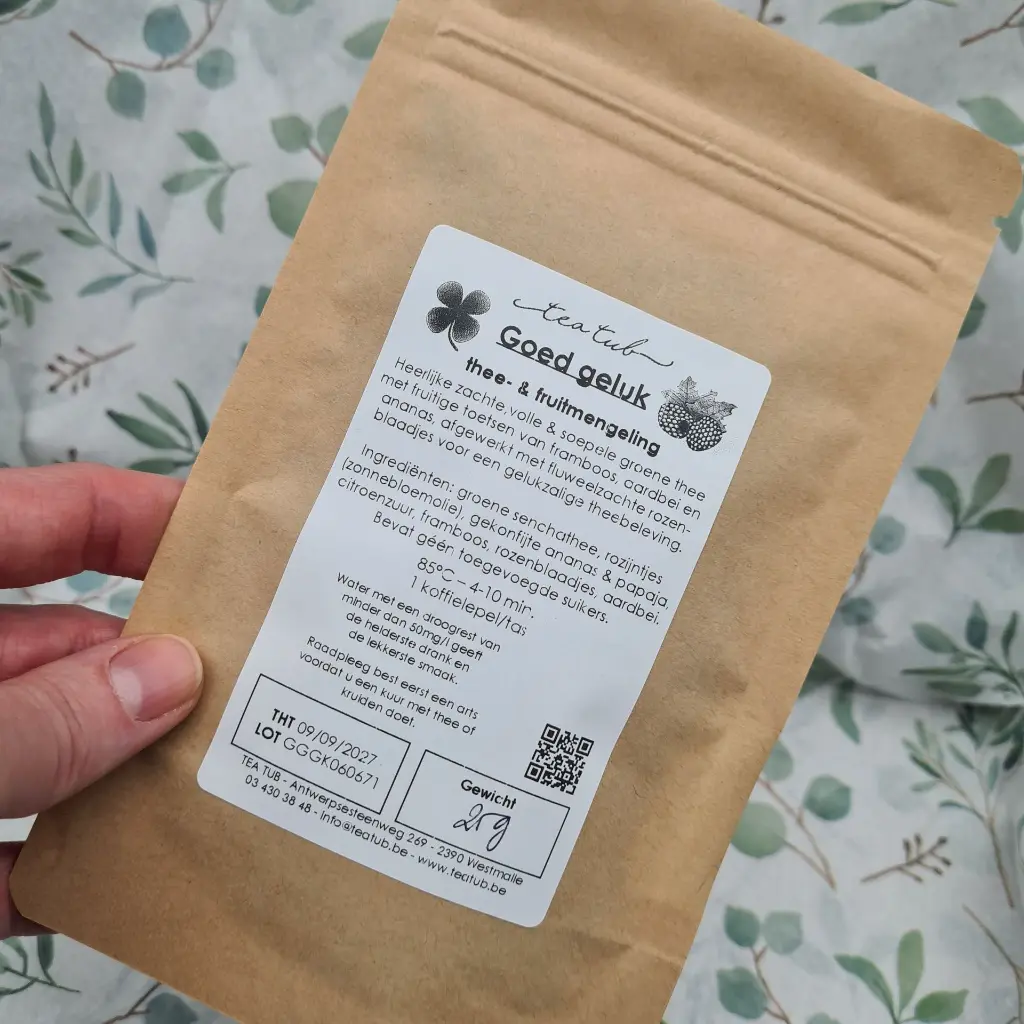 tea tub
Goed geluk
thee- & fruitmengeling
Heerlijke zachte, volle & soepele groene thee
met fruitige toetsen van framboos, aardbei en
ananas, afgewerkt met fluweelzachte rozen-
blaadjes voor een gelukzalige theebeleving.
Ingrediënten: groene senchathee, rozijntjes
(zonnebloemolie), gekonfijte ananas & papaja,
citroenzuur, framboos, rozenblaadjes, aardbei.
Bevat géén toegevoegde suikers.
85°C – 4-10 min.
1 koffielepel/tas
Water met een droogrest van
minder dan 50mg/l geeft
de helderste drank en
de lekkerste smaak.
Raadpleeg best eerst een arts
voordat u een kuur met thee of
kruiden doet.
THT 09/09/2027
LOT GGGK060671
Gewicht
25g
TEA TUB - Antwerpsesteenweg 269 - 2390 Westmalle
03 430 38 48 - info@teatub.be - www.teatub.be